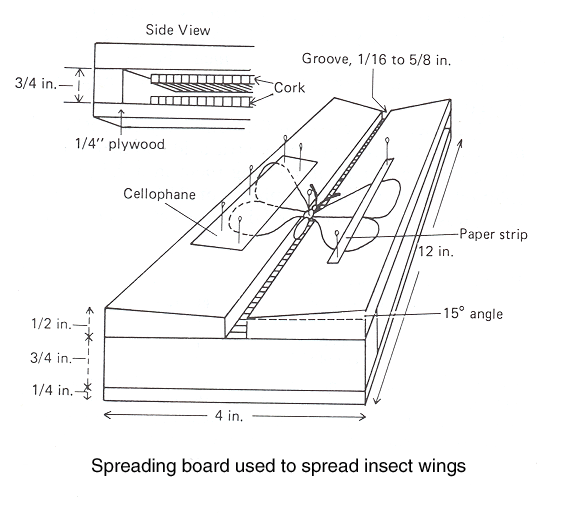 Side View
Groove, 1/16 to 5/8 in.
3/4 in.
Cork
1/4'' plywood
Cellophane
Paper strip
12 in.
15° angle
1/2 in.
3/4 in.
1/4 in.
4 in.
Spreading board used to spread insect wings